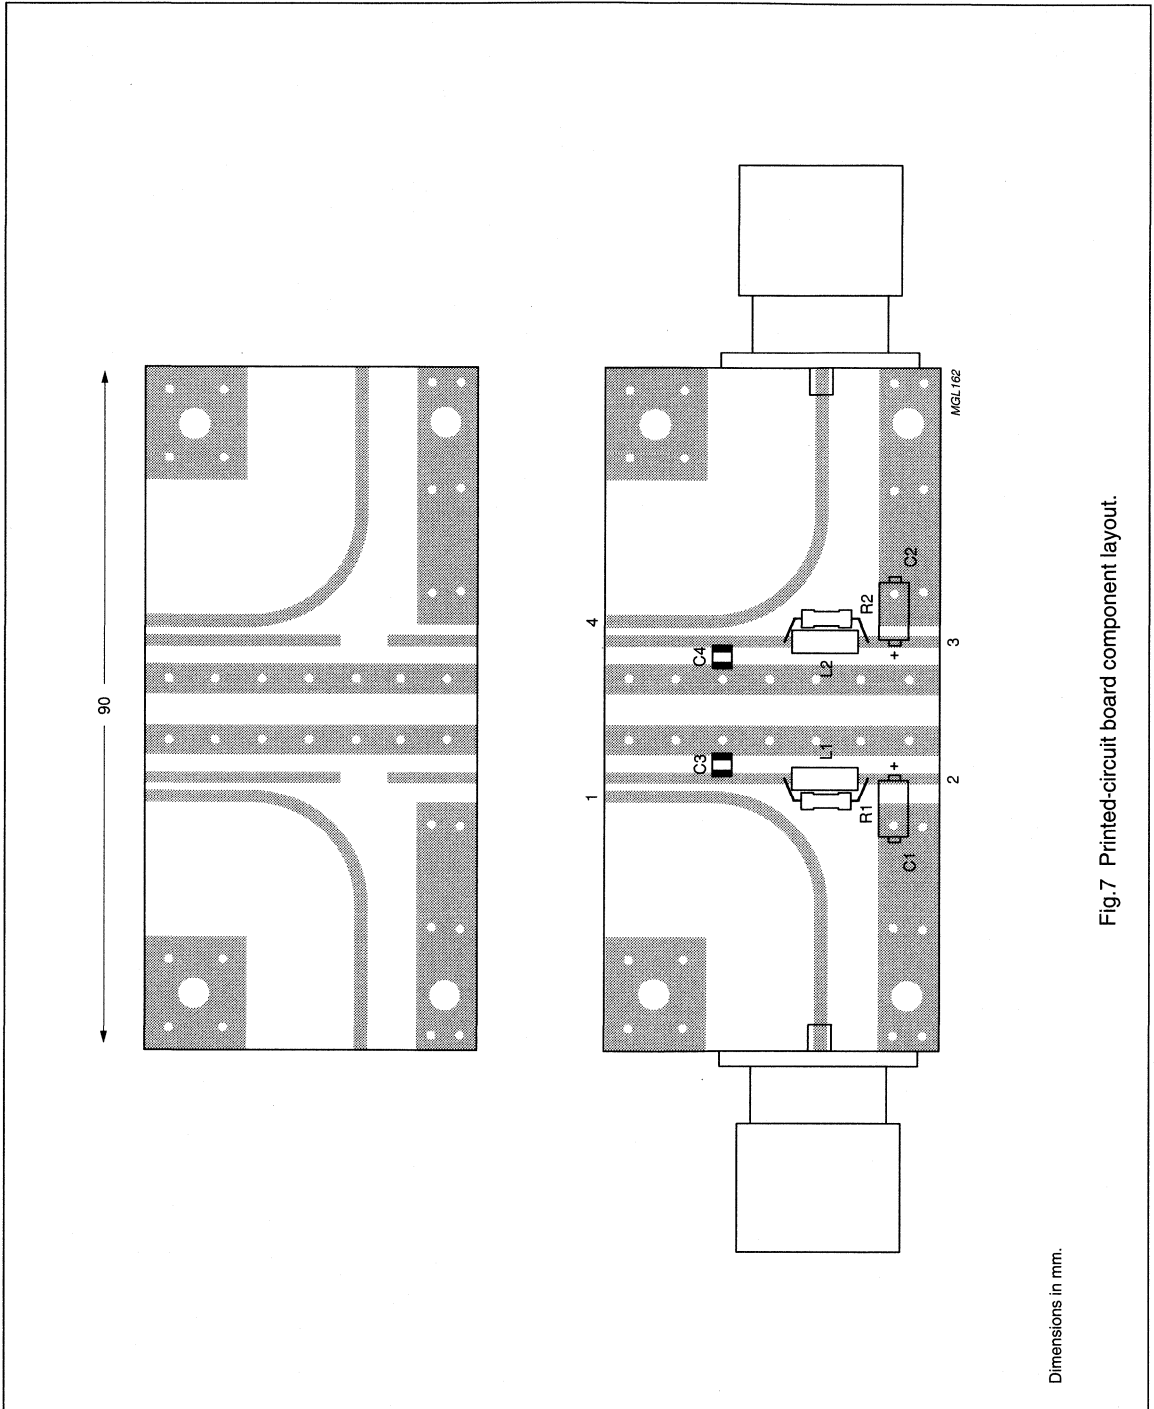 90
1
4
C3
C4
L1
L2
R1
R2
C1
C2
+
+
2
3
MGL162
Dimensions in mm.
Fig.7 Printed-circuit board component layout.